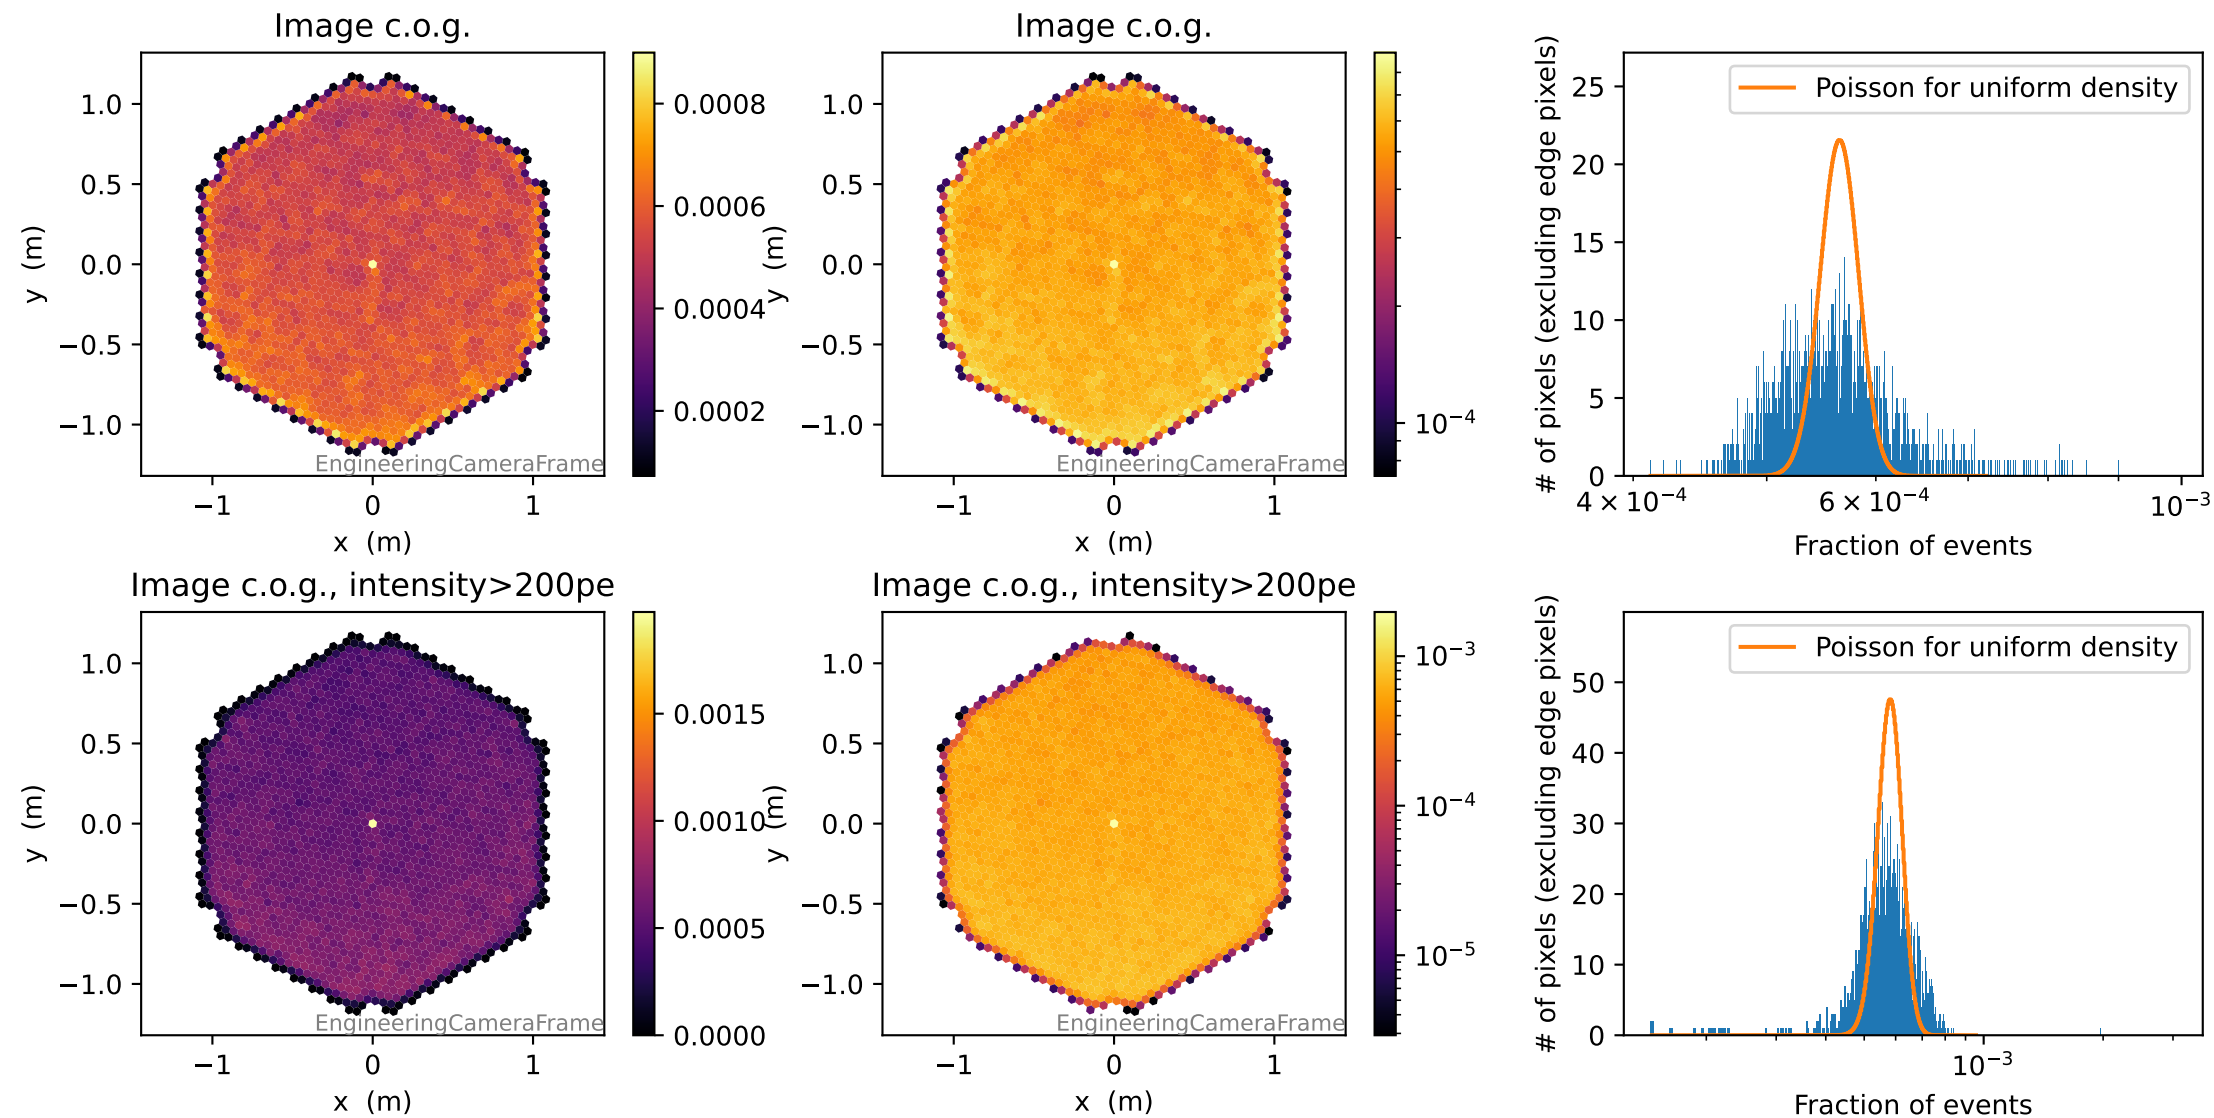 Image c.o.g.
1.0
0.5
0.0
−0.5
−1.0
y (m)
−1
0
1
x (m)
EngineeringCameraFrame
0.0008
0.0006
0.0004
0.0002
Image c.o.g.
1.0
0.5
0.0
−0.5
−1.0
y (m)
−1
0
1
x (m)
EngineeringCameraFrame
10⁻⁴
# of pixels (excluding edge pixels)
25
20
15
10
5
0
Poisson for uniform density
4 × 10⁻⁴
6 × 10⁻⁴
10⁻³
Fraction of events
Image c.o.g., intensity>200pe
1.0
0.5
0.0
−0.5
−1.0
y (m)
−1
0
1
x (m)
EngineeringCameraFrame
0.0015
0.0010
0.0005
0.0000
Image c.o.g., intensity>200pe
1.0
0.5
0.0
−0.5
−1.0
y (m)
−1
0
1
x (m)
EngineeringCameraFrame
10⁻³
10⁻⁴
10⁻⁵
# of pixels (excluding edge pixels)
50
40
30
20
10
0
Poisson for uniform density
10⁻³
Fraction of events